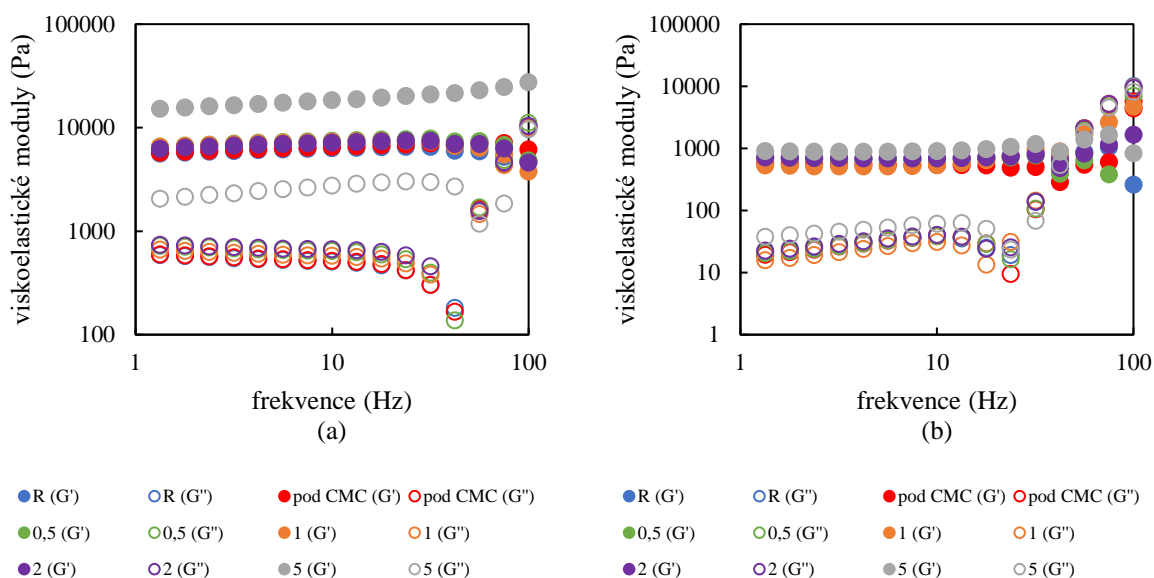 viskoelastické moduly (Pa)
100000
10000
1000
100
1
10
100
frekvence (Hz)
(a)
viskoelastické moduly (Pa)
100000
10000
1000
100
10
1
1
10
100
frekvence (Hz)
(b)
R (G') R (G'') pod CMC (G') pod CMC (G'')
0,5 (G') 0,5 (G'') 1 (G') 1 (G'')
2 (G') 2 (G'') 5 (G') 5 (G'')
R (G') R (G'') pod CMC (G') pod CMC (G'')
0,5 (G') 0,5 (G'') 1 (G') 1 (G'')
2 (G') 2 (G'') 5 (G') 5 (G'')